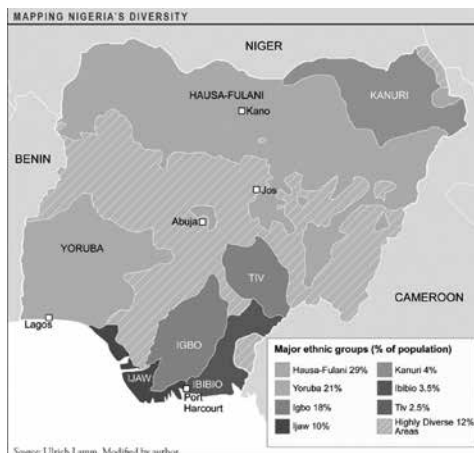 MAPPING NIGERIA'S DIVERSITY
NIGER
HAUSA-FULANI
KANURI
Kano
BENIN
Jos
Abuja
YORUBA
TIV
CAMEROON
Lagos
IGBO
IJAW
IBIBIO
Port
Harcourt
Major ethnic groups (% of population)
Hausa-Fulani 29%
Kanuri 4%
Yoruba 21%
Ibibio 3.5%
Igbo 18%
Tiv 2.5%
Ijaw 10%
Highly Diverse 12%
Areas
Source: Ulrich Lamm. Modified by author